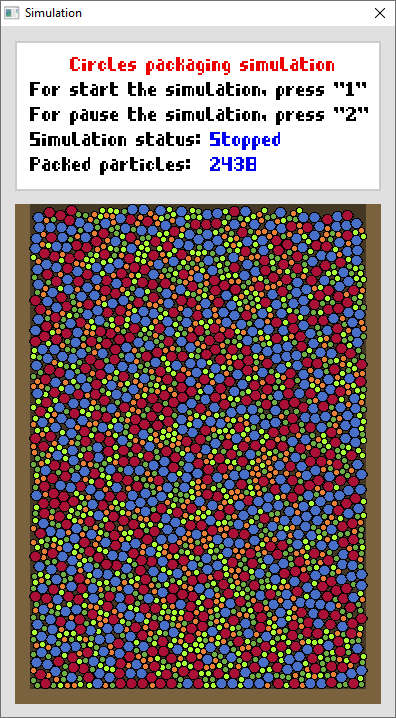 Simulation
Circles packaging simulation
For start the simulation, press "1"
For pause the simulation, press "2"
Simulation status: Stopped
Packed particles: 2438